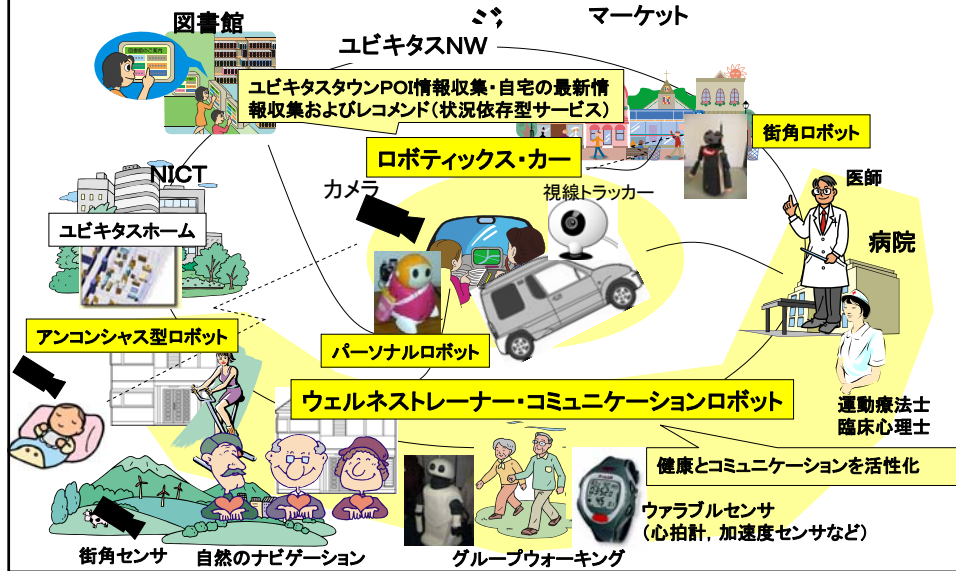 図書館
マーケット
ユビキタスNW
ユビキタスタウンPOI情報収集・自宅の最新情
報収集およびレコメンド（状況依存型サービス）
ロボティックス・カー
街角ロボット
NICT
カメラ
視線トラッカー
医師
ユビキタスホーム
病院
アンコンシャス型ロボット
パーソナルロボット
ウェルネストレーナー・コミュニケーションロボット
運動療法士
臨床心理士
健康とコミュニケーションを活性化
ウァラブルセンサ
（心拍計，加速度センサなど）
街角センサ
自然のナビゲーション
グループウォーキング